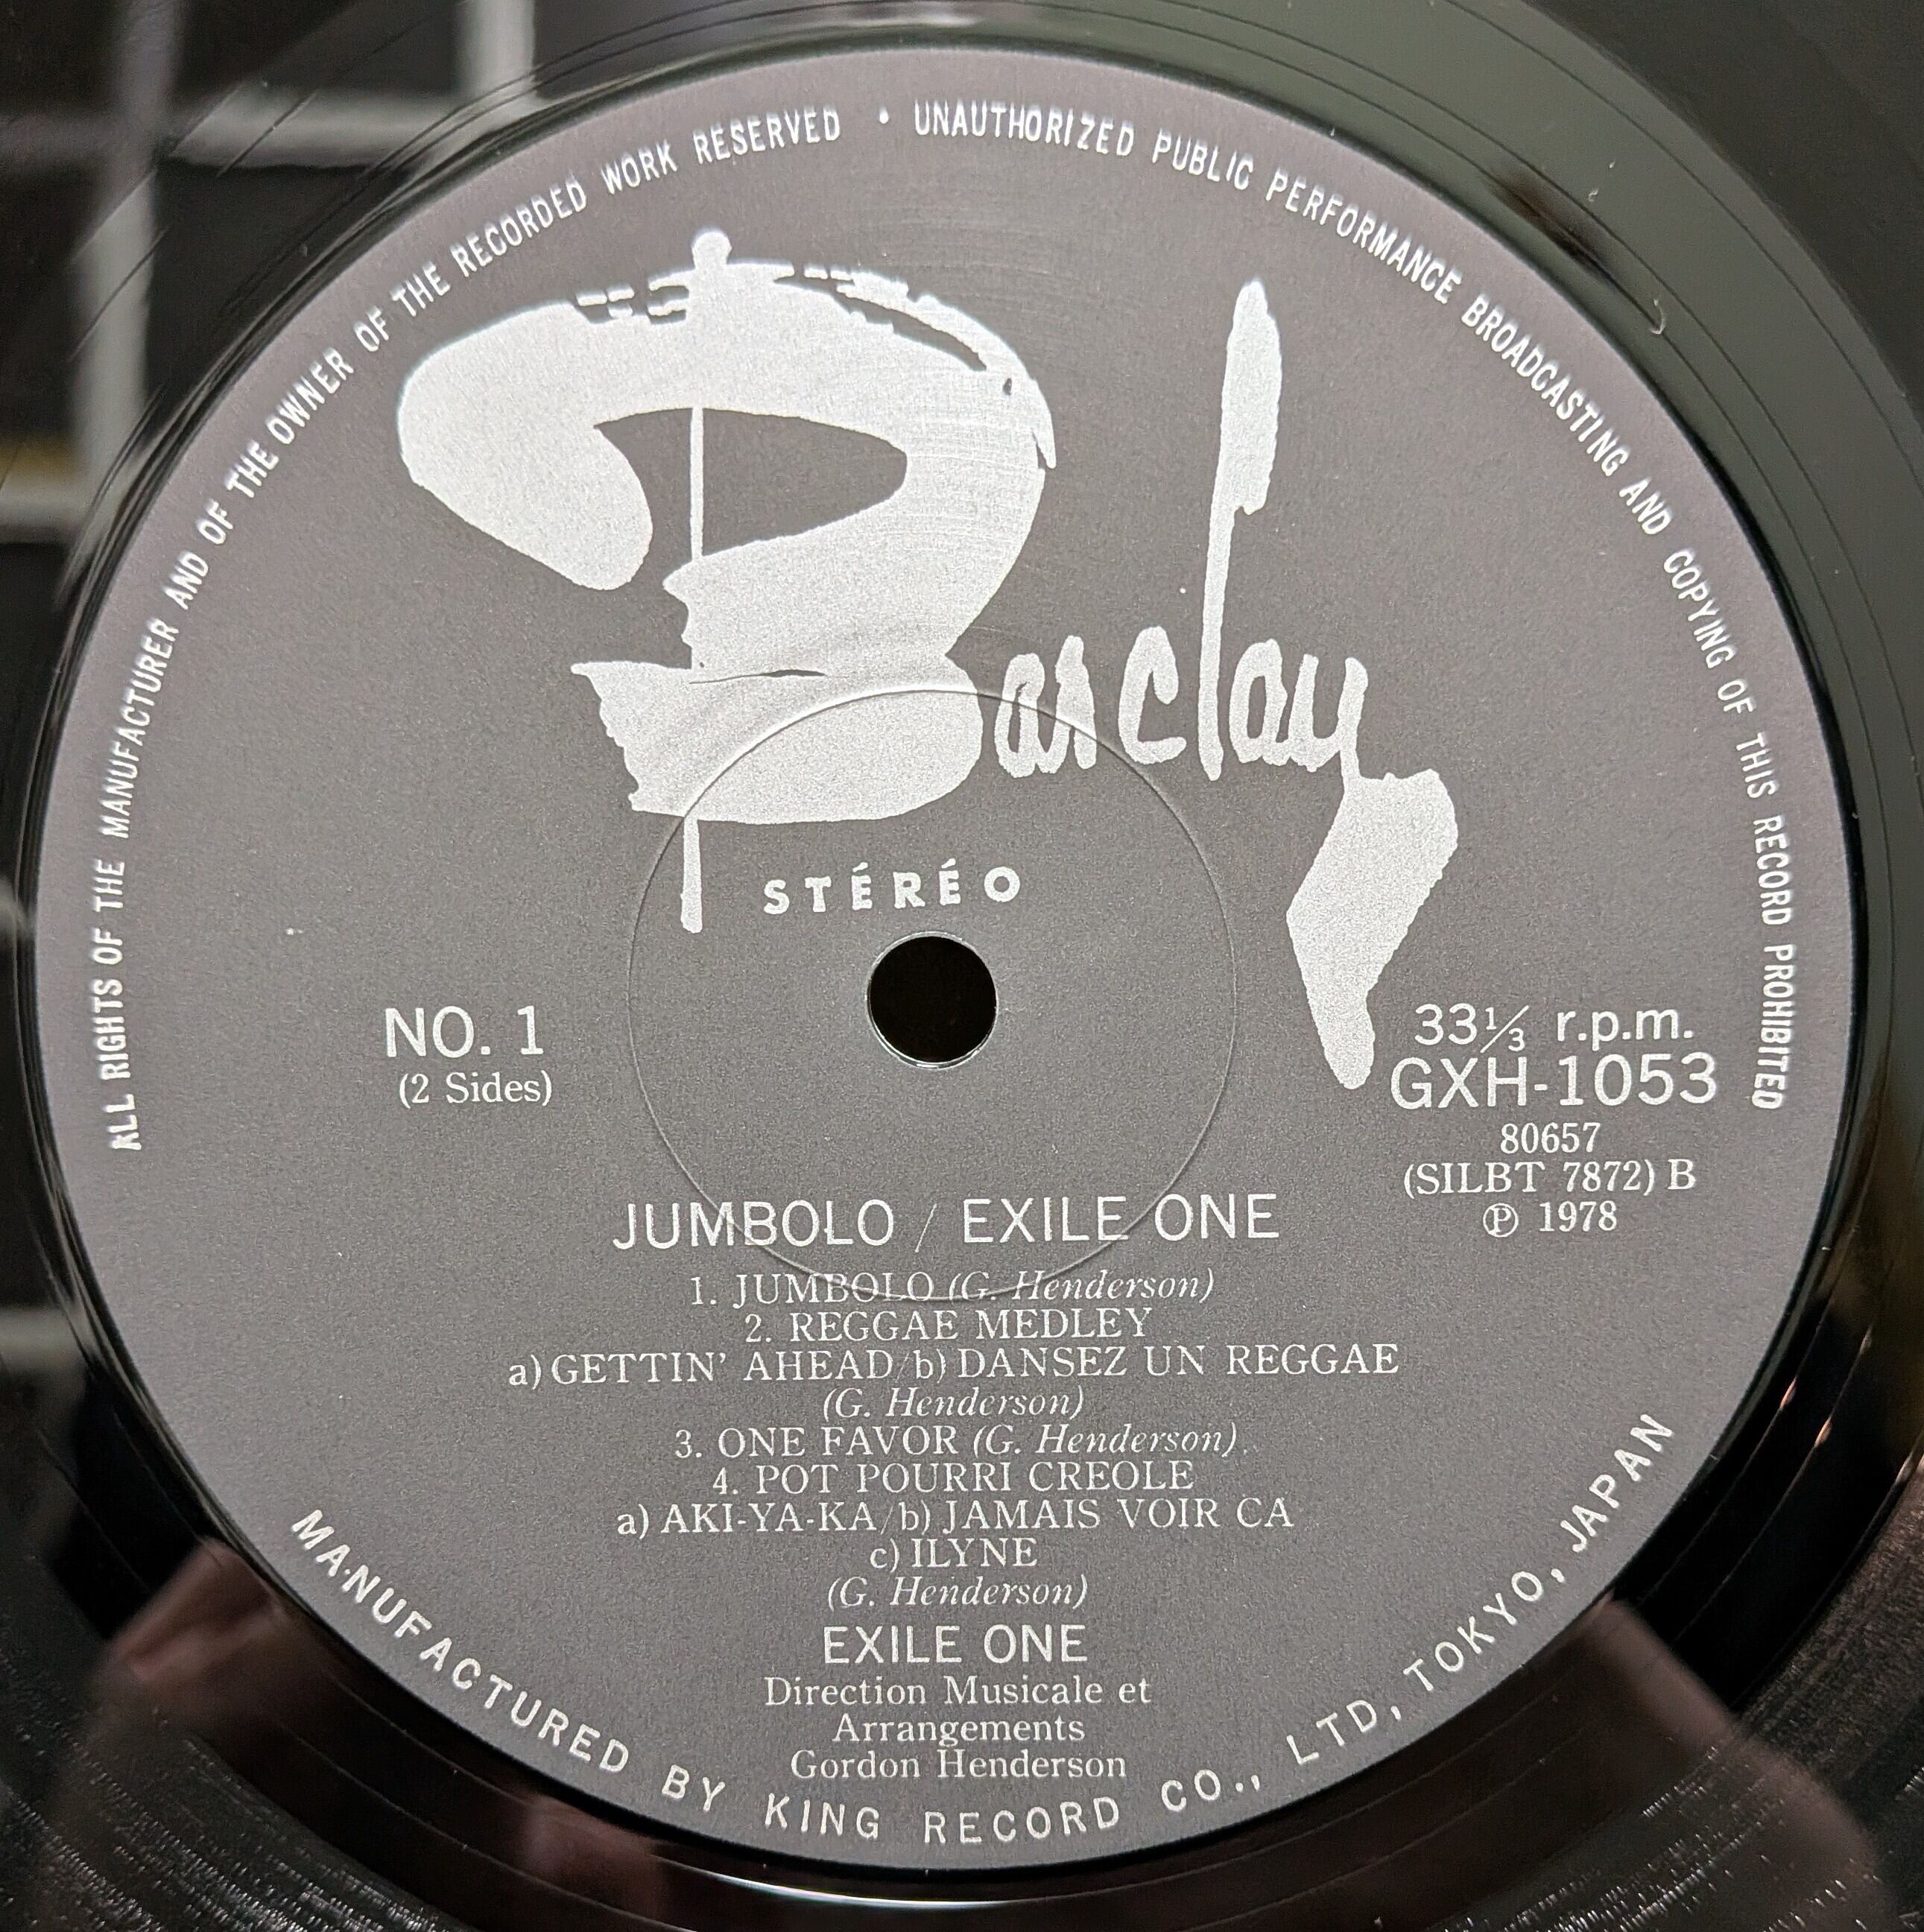 ALL RIGHTS OF THE MANUFACTURER AND OF THE OWNER OF THE RECORDED WORK RESERVED • UNAUTHORIZED PUBLIC PERFORMANCE BROADCASTING AND COPYING OF THIS RECORD PROHIBITED
Barclay
STÉRÉO
NO. 1
(2 Sides)
33⅓ r.p.m.
GXH-1053
80657
(SILBT 7872) B
Ⓟ 1978
JUMBOLO / EXILE ONE
1. JUMBOLO (G. Henderson)
2. REGGAE MEDLEY
a) GETTIN' AHEAD/b) DANSEZ UN REGGAE
(G. Henderson)
3. ONE FAVOR (G. Henderson)
4. POT POURRI CREOLE
a) AKI-YA-KA/b) JAMAIS VOIR CA
c) ILYNE
(G. Henderson)
EXILE ONE
Direction Musicale et
Arrangements
Gordon Henderson
MANUFACTURED BY KING RECORD CO., LTD, TOKYO, JAPAN